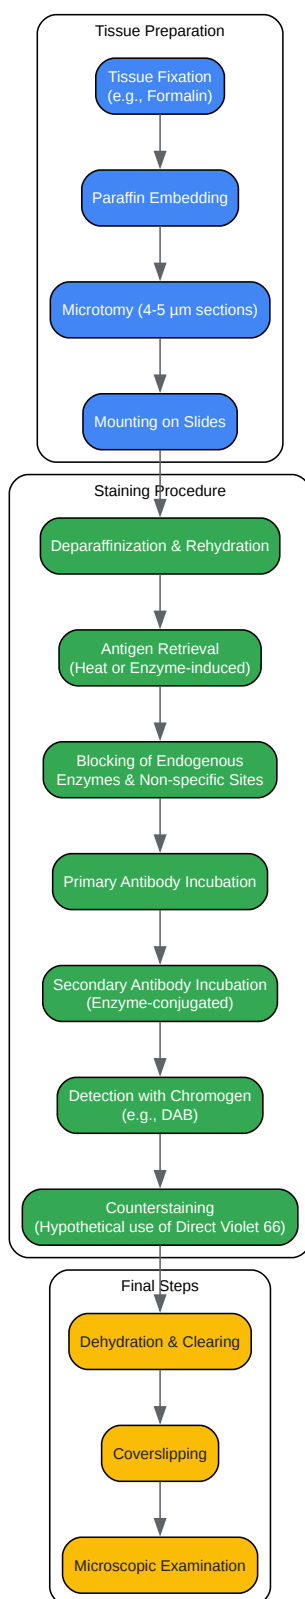 Tissue Preparation
Tissue Fixation
(e.g., Formalin)
Paraffin Embedding
Microtomy (4-5 µm sections)
Mounting on Slides
Staining Procedure
Deparaffinization & Rehydration
Antigen Retrieval
(Heat or Enzyme-induced)
Blocking of Endogenous
Enzymes & Non-specific Sites
Primary Antibody Incubation
Secondary Antibody Incubation
(Enzyme-conjugated)
Detection with Chromogen
(e.g., DAB)
Counterstaining
(Hypothetical use of Direct Violet 66)
Final Steps
Dehydration & Clearing
Coverslipping
Microscopic Examination